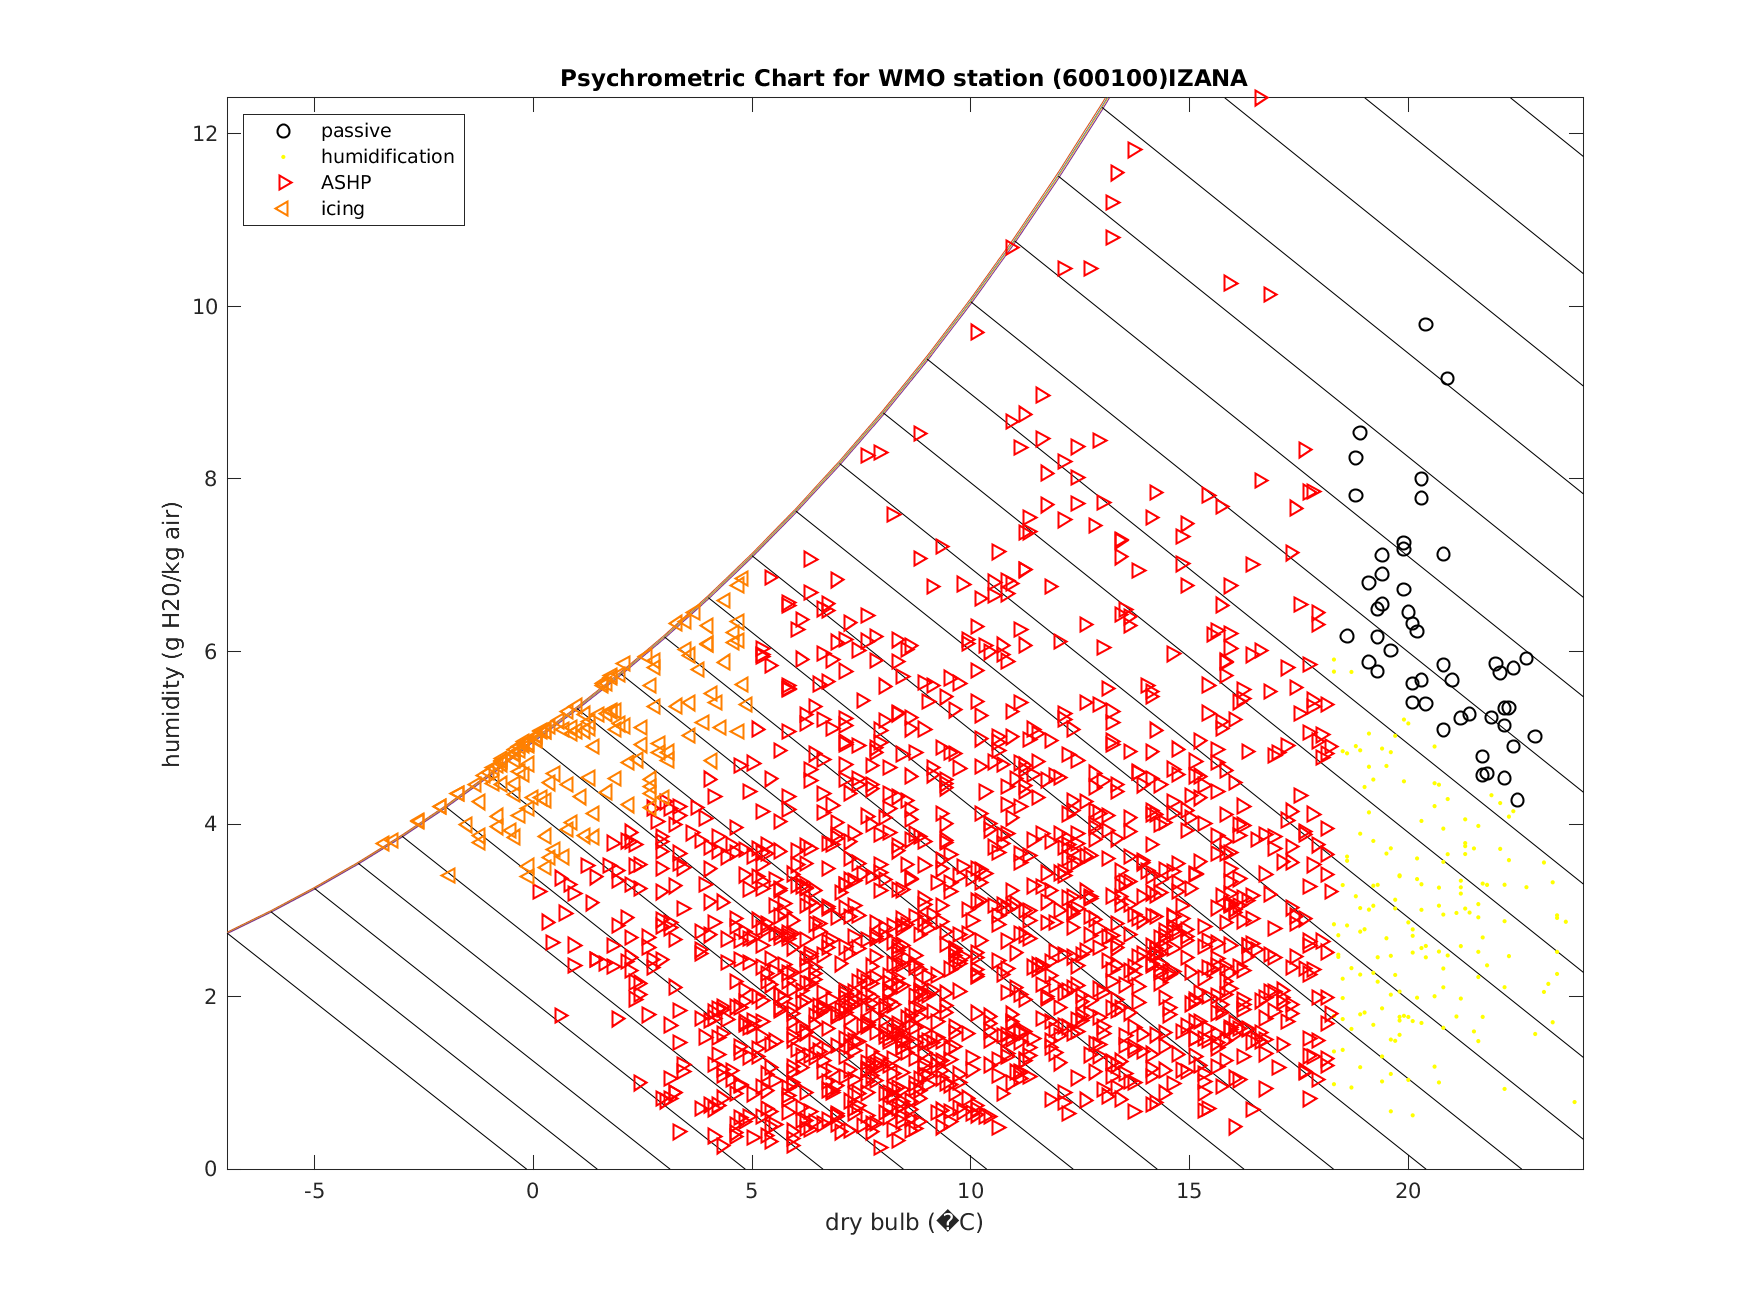 Psychrometric Chart for WMO station (600100)IZANA
passive
humidification
ASHP
icing
humidity (g H20/kg air)
12
10
8
6
4
2
0
-5 0 5 10 15 20
dry bulb (�C)